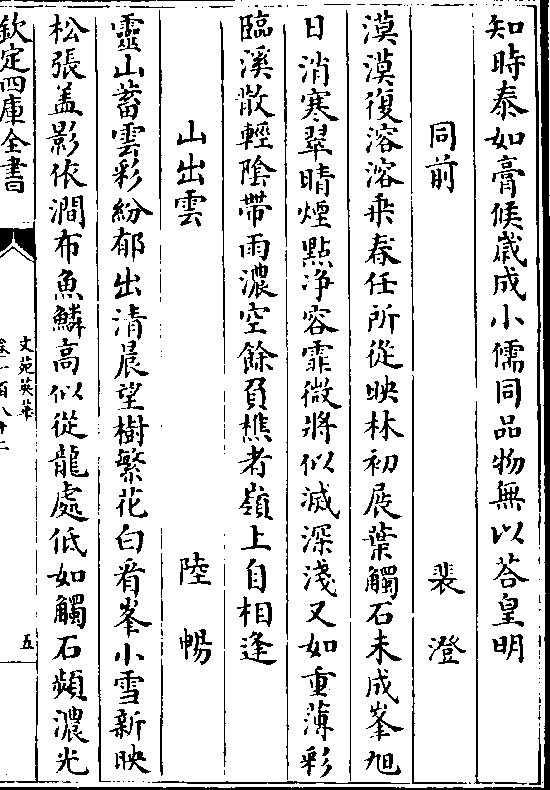 知時泰如膏候歲成小儒同品物無以答皇明
同前 裴澄
漠漠復溶溶乗春任所從映林初展葉觸石未成峯旭
日消寒翠晴煙㸃净容霏微將似滅深淺又如重薄彩
臨溪散輕隂帶雨濃空餘負樵者嶺上自相逢
山出雲 陸暢
靈山蓄雲彩紛郁出清晨望樹繁花白看峯小雪新映
松張盖影依澗布魚鱗高似從龍處低如觸石頻濃光
欽定四庫全書
文苑英華
卷一百八十二
五